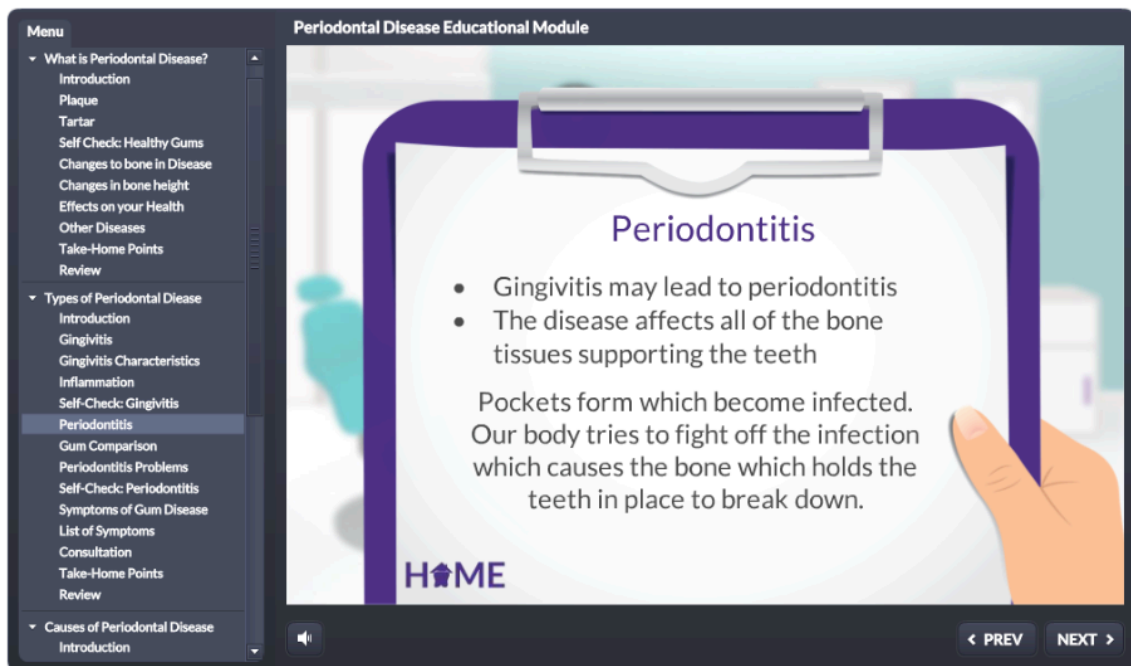 Menu
What is Periodontal Disease?
Introduction
Plaque
Tartar
Self Check: Healthy Gums
Changes to bone in Disease
Changes in bone height
Effects on your Health
Other Diseases
Take-Home Points
Review
Types of Periodontal Diease
Introduction
Gingivitis
Gingivitis Characteristics
Inflammation
Self-Check: Gingivitis
Periodontitis
Gum Comparison
Periodontitis Problems
Self-Check: Periodontitis
Symptoms of Gum Disease
List of Symptoms
Consultation
Take-Home Points
Review
Causes of Periodontal Disease
Introduction
Periodontal Disease Educational Module
Periodontitis
• Gingivitis may lead to periodontitis
• The disease affects all of the bone
tissues supporting the teeth
Pockets form which become infected.
Our body tries to fight off the infection
which causes the bone which holds the
teeth in place to break down.
HOME
< PREV
NEXT >